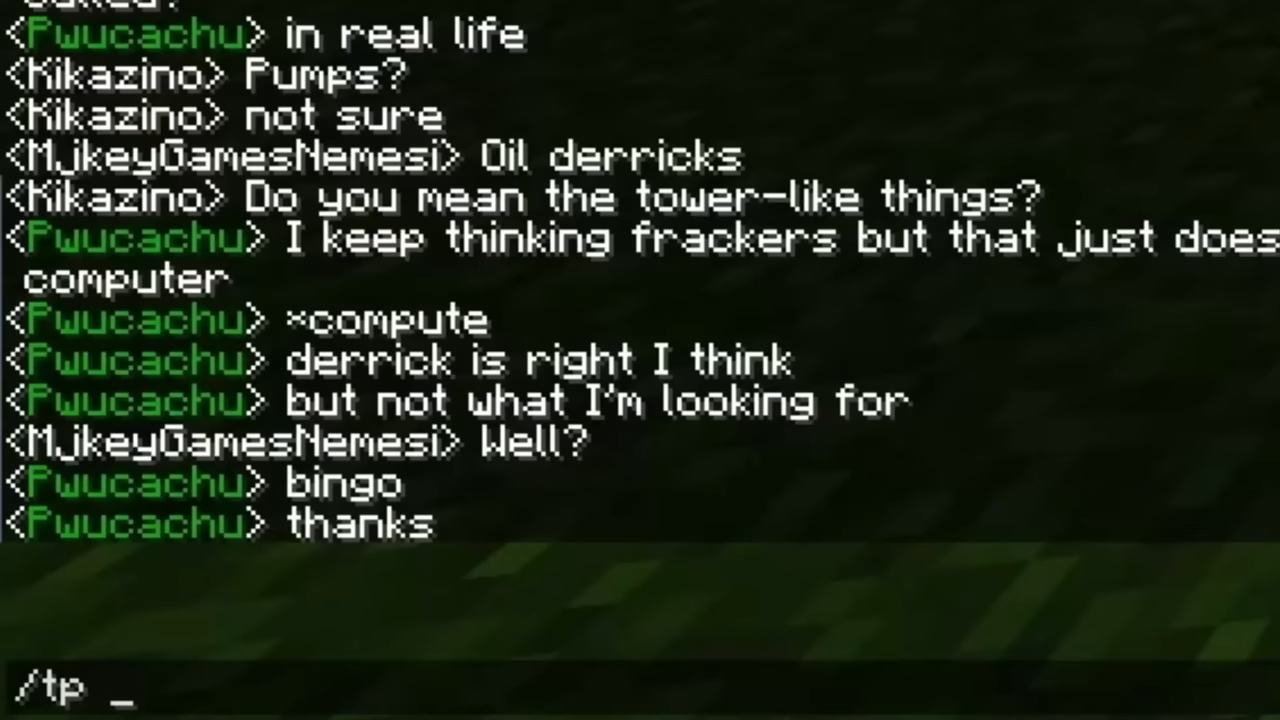 <Pwucachu> in real life
<Kikazino> Pumps?
<Kikazino> not sure
<MjkeyGamesNemesi> Oil derricks
<Kikazino> Do you mean the tower-like things?
<Pwucachu> I keep thinking frackers but that just does
computer
<Pwucachu> *compute
<Pwucachu> derrick is right I think
<Pwucachu> but not what I'm looking for
<MjkeyGamesNemesi> Well?
<Pwucachu> bingo
<Pwucachu> thanks
/tp _